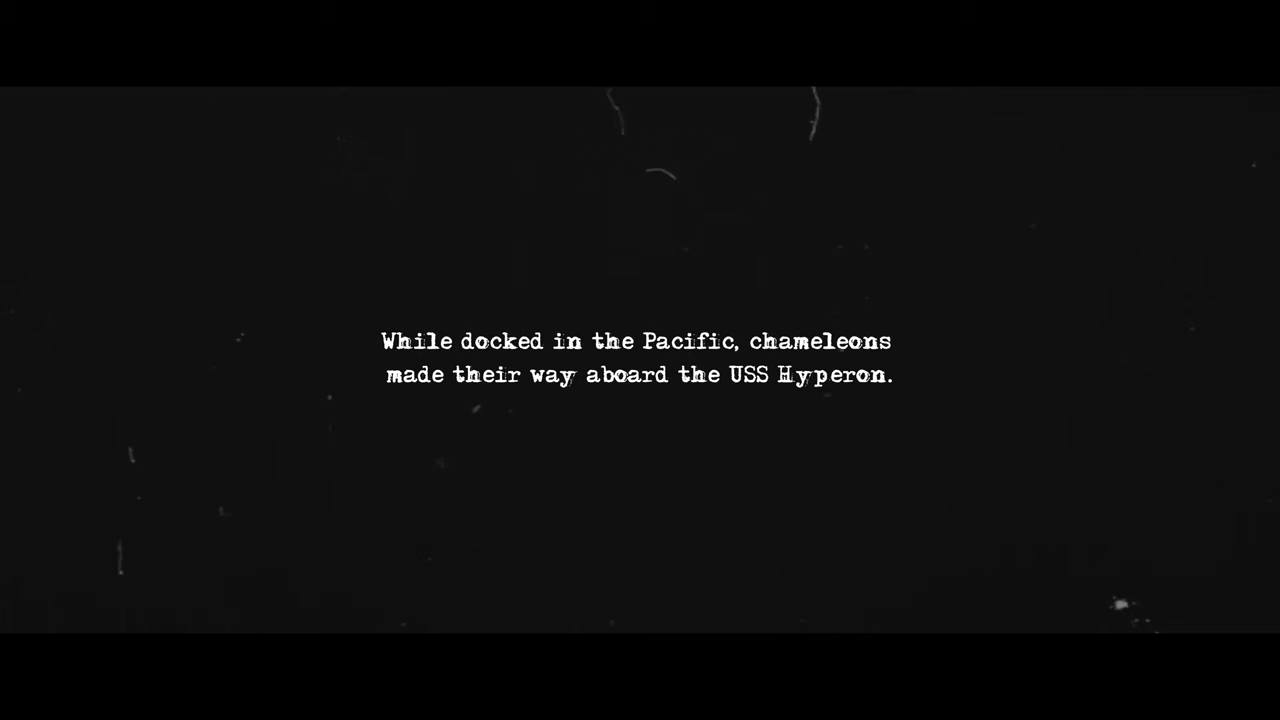 While docked in the Pacific, chameleons
made their way aboard the USS Hyperon.